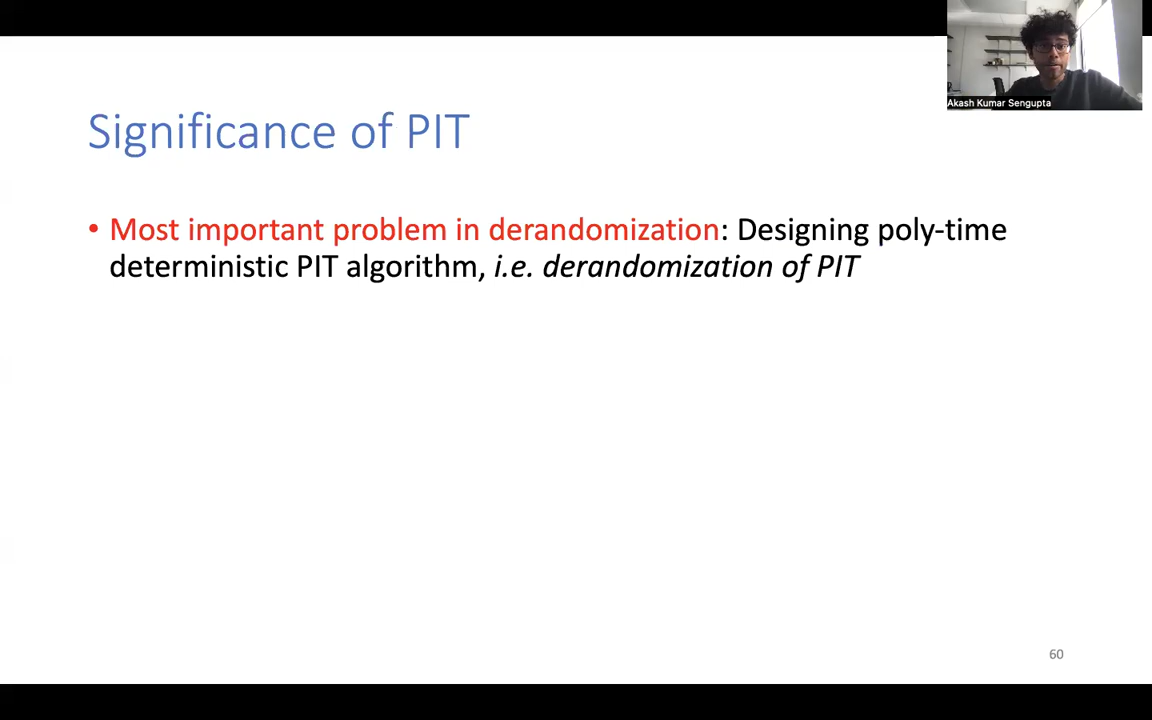 Akash Kumar Sengupta
Significance of PIT
• Most important problem in derandomization: Designing poly-time
deterministic PIT algorithm, i.e. derandomization of PIT
60